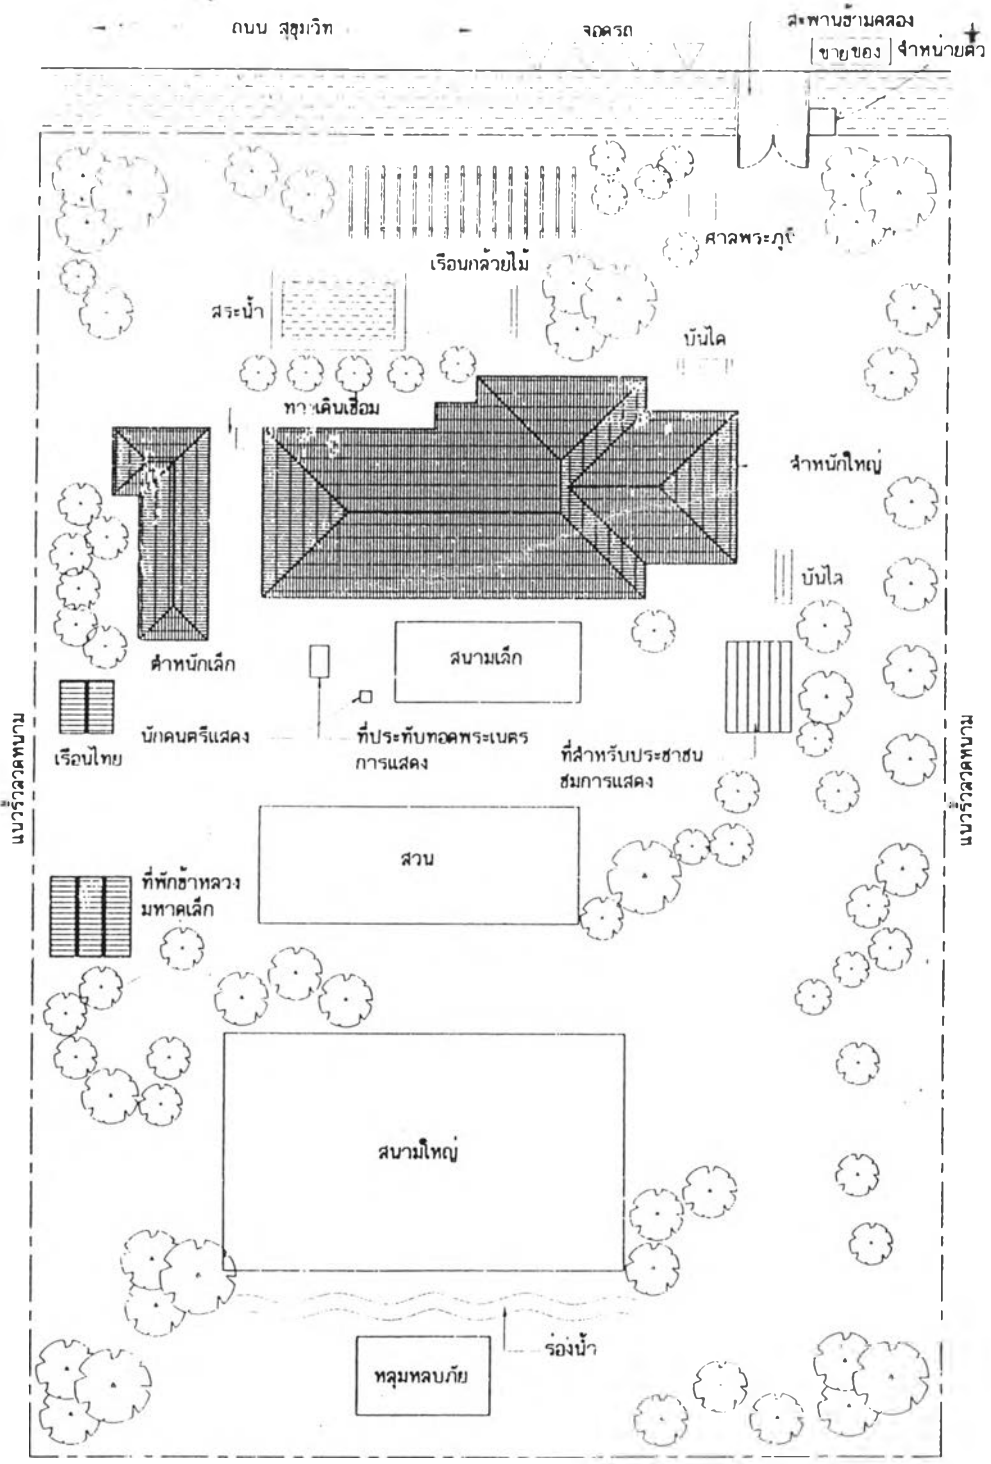 ถนน สุขุมวิท
จอดรถ
สะพานข้ามคลอง
ขายของ
จำหน่ายตั๋ว
ศาลพระภูมิ
เรือนกล้วยไม้
สระน้ำ
บันได
ทางเดินเชื่อม
ตำหนักใหญ่
บันได
สนามเล็ก
ตำหนักเล็ก
นักดนตรีแสดง
ที่ประทับทอดพระเนตร
การแสดง
ที่สำหรับประชาชน
ชมการแสดง
เรือนไทย
แนวรั้วลวดหนาม
แนวรั้วลวดหนาม
สวน
ที่พักข้าหลวง
มหาดเล็ก
สนามใหญ่
ร่องน้ำ
หลุมหลบภัย